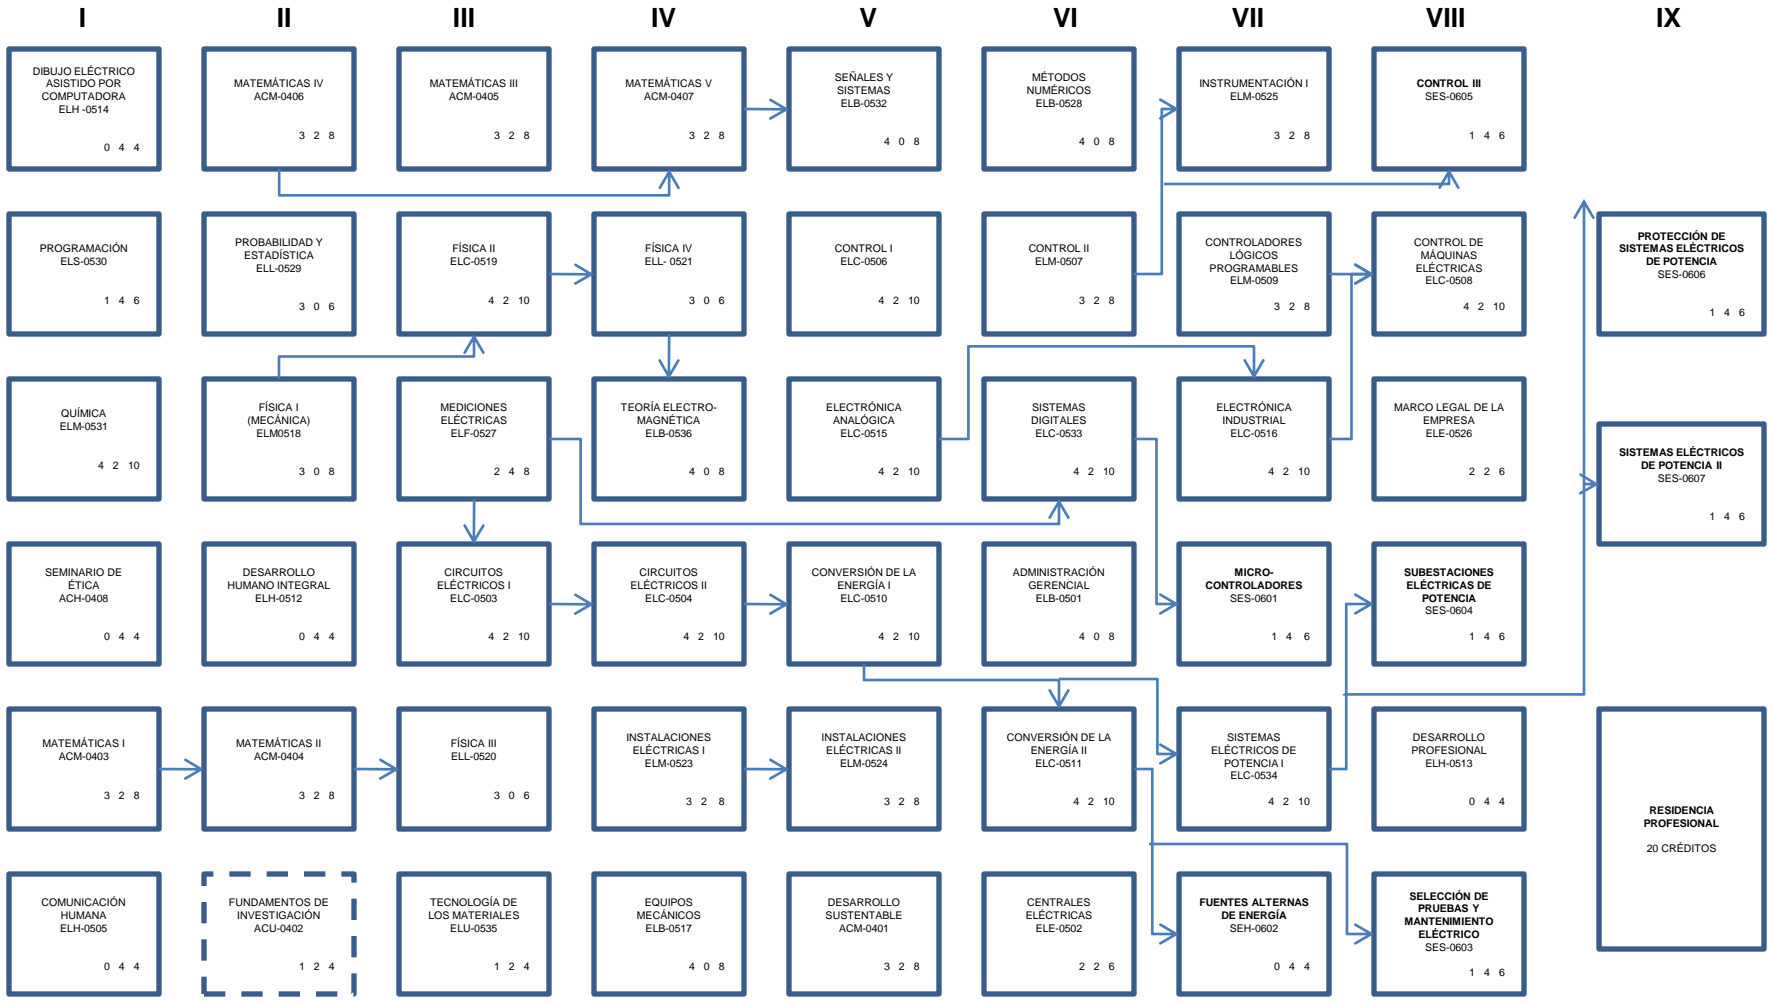 I
II
III
IV
V
VI
VII
VIII
IX
DIBUJO ELÉCTRICO
ASISTIDO POR
COMPUTADORA
ELH -0514
0 4 4
MATEMÁTICAS IV
ACM-0406
3 2 8
MATEMÁTICAS III
ACM-0405
3 2 8
MATEMÁTICAS V
ACM-0407
3 2 8
SEÑALES Y
SISTEMAS
ELB-0532
4 0 8
MÉTODOS
NUMÉRICOS
ELB-0528
4 0 8
INSTRUMENTACIÓN I
ELM-0525
3 2 8
CONTROL III
SES-0605
1 4 6
PROGRAMACIÓN
ELS-0530
1 4 6
PROBABILIDAD Y
ESTADÍSTICA
ELL-0529
3 0 6
FÍSICA II
ELC-0519
4 2 10
FÍSICA IV
ELL- 0521
3 0 6
CONTROL I
ELC-0506
4 2 10
CONTROL II
ELM-0507
3 2 8
CONTROLADORES
LÓGICOS
PROGRAMABLES
ELM-0509
3 2 8
CONTROL DE
MÁQUINAS
ELÉCTRICAS
ELC-0508
4 2 10
PROTECCIÓN DE
SISTEMAS ELÉCTRICOS
DE POTENCIA
SES-0606
1 4 6
QUÍMICA
ELM-0531
4 2 10
FÍSICA I
(MECÁNICA)
ELM0518
3 0 8
MEDICIONES
ELÉCTRICAS
ELF-0527
2 4 8
TEORÍA ELECTRO-
MAGNÉTICA
ELB-0536
4 0 8
ELECTRÓNICA
ANALÓGICA
ELC-0515
4 2 10
SISTEMAS
DIGITALES
ELC-0533
4 2 10
ELECTRÓNICA
INDUSTRIAL
ELC-0516
4 2 10
MARCO LEGAL DE LA
EMPRESA
ELE-0526
2 2 6
SISTEMAS ELÉCTRICOS
DE POTENCIA II
SES-0607
1 4 6
SEMINARIO DE
ÉTICA
ACH-0408
0 4 4
DESARROLLO
HUMANO INTEGRAL
ELH-0512
0 4 4
CIRCUITOS
ELÉCTRICOS I
ELC-0503
4 2 10
CIRCUITOS
ELÉCTRICOS II
ELC-0504
4 2 10
CONVERSIÓN DE LA
ENERGÍA I
ELC-0510
4 2 10
ADMINISTRACIÓN
GERENCIAL
ELB-0501
4 0 8
MICRO-
CONTROLADORES
SES-0601
1 4 6
SUBESTACIONES
ELÉCTRICAS DE
POTENCIA
SES-0604
1 4 6
MATEMÁTICAS I
ACM-0403
3 2 8
MATEMÁTICAS II
ACM-0404
3 2 8
FÍSICA III
ELL-0520
3 0 6
INSTALACIONES
ELÉCTRICAS I
ELM-0523
3 2 8
INSTALACIONES
ELÉCTRICAS II
ELM-0524
3 2 8
CONVERSIÓN DE LA
ENERGÍA II
ELC-0511
4 2 10
SISTEMAS
ELÉCTRICOS DE
POTENCIA I
ELC-0534
4 2 10
DESARROLLO
PROFESIONAL
ELH-0513
0 4 4
RESIDENCIA
PROFESIONAL
20 CRÉDITOS
COMUNICACIÓN
HUMANA
ELH-0505
0 4 4
FUNDAMENTOS DE
INVESTIGACIÓN
ACU-0402
1 2 4
TECNOLOGÍA DE
LOS MATERIALES
ELU-0535
1 2 4
EQUIPOS
MECÁNICOS
ELB-0517
4 0 8
DESARROLLO
SUSTENTABLE
ACM-0401
3 2 8
CENTRALES
ELÉCTRICAS
ELE-0502
2 2 6
FUENTES ALTERNAS
DE ENERGÍA
SEH-0602
0 4 4
SELECCIÓN DE
PRUEBAS Y
MANTENIMIENTO
ELÉCTRICO
SES-0603
1 4 6